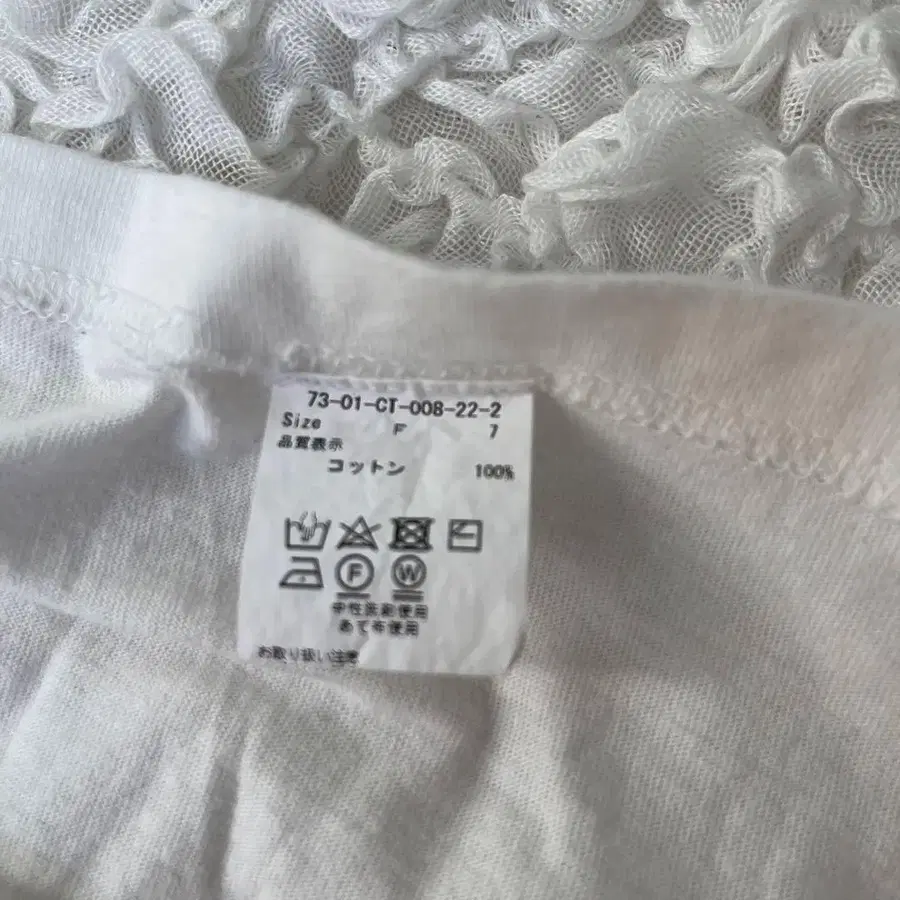 73-01-CT-008-22-2
Size F 7
品質表示
コットン 100%
F W
中性洗剤使用
あて布使用
お取り扱い注意